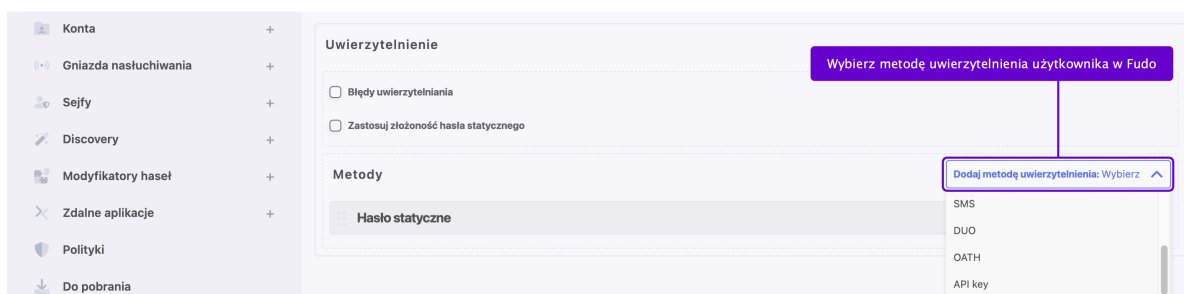 Konta
Gniazda nasłuchiwania
Sejfy
Discovery
Modyfikatory haseł
Zdalne aplikacje
Polityki
Do pobrania
Uwierzytelnienie
Wybierz metodę uwierzytelnienia użytkownika w Fudo
Błędy uwierzytelniania
Zastosuj złożoność hasła statycznego
Metody
Dodaj metodę uwierzytelnienia: Wybierz
Hasło statyczne
SMS
DUO
OATH
API key